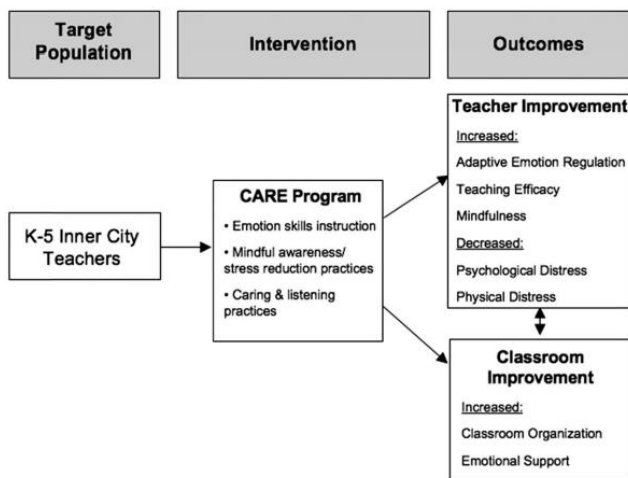 Target
Population
Intervention
Outcomes
K-5 Inner City
Teachers
CARE Program
• Emotion skills instruction
• Mindful awareness/
stress reduction practices
• Caring & listening
practices
Teacher Improvement
Increased:
Adaptive Emotion Regulation
Teaching Efficacy
Mindfulness
Decreased:
Psychological Distress
Physical Distress
Classroom
Improvement
Increased:
Classroom Organization
Emotional Support